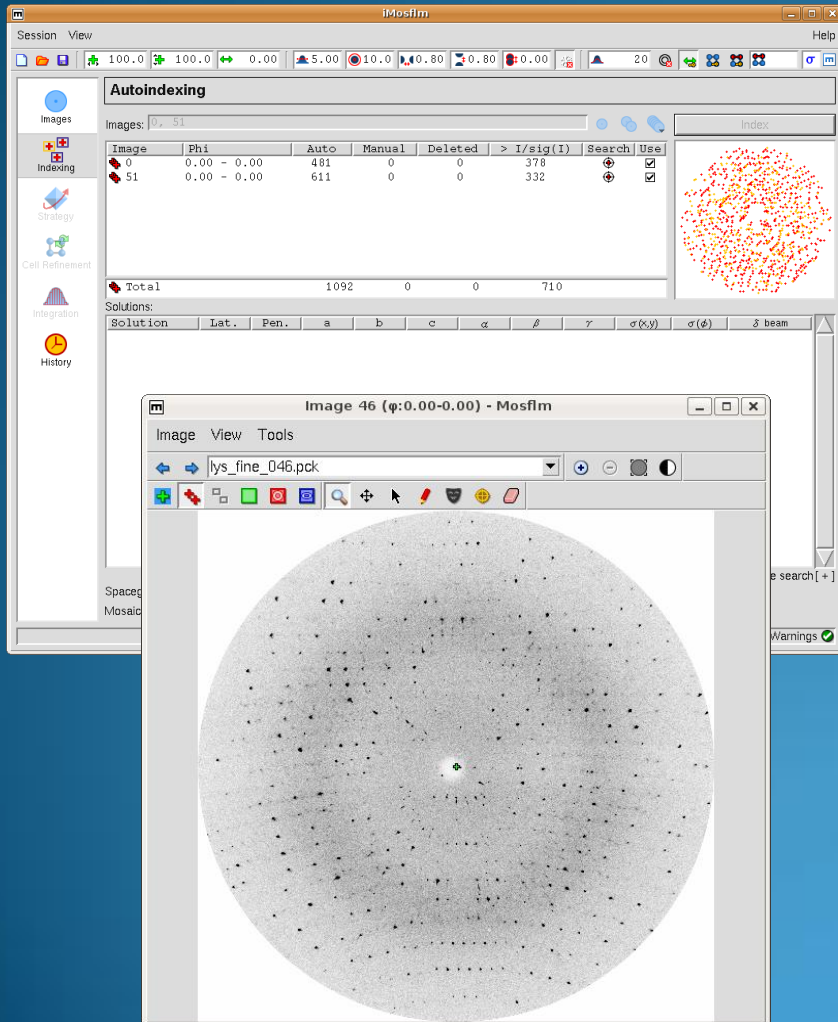 iMosflm
Session View Help
100.0 100.0 0.00 5.00 10.0 0.80 0.80 0.00 20 σ
Images
Indexing
Strategy
Cell Refinement
Integration
History
Autoindexing
Images: 0, 51 Index
Image Phi Auto Manual Deleted > I/sig(I) Search Use
0 0.00 - 0.00 481 0 0 378
51 0.00 - 0.00 611 0 0 332
Total 1092 0 0 710
Solutions:
Solution Lat. Pen. a b c α β γ σ(x,y) σ(φ) δ beam
e search [ + ]
Spaceg
Mosaic
Warnings
Image 46 (φ:0.00-0.00) - Mosflm
Image View Tools
lys_fine_046.pck